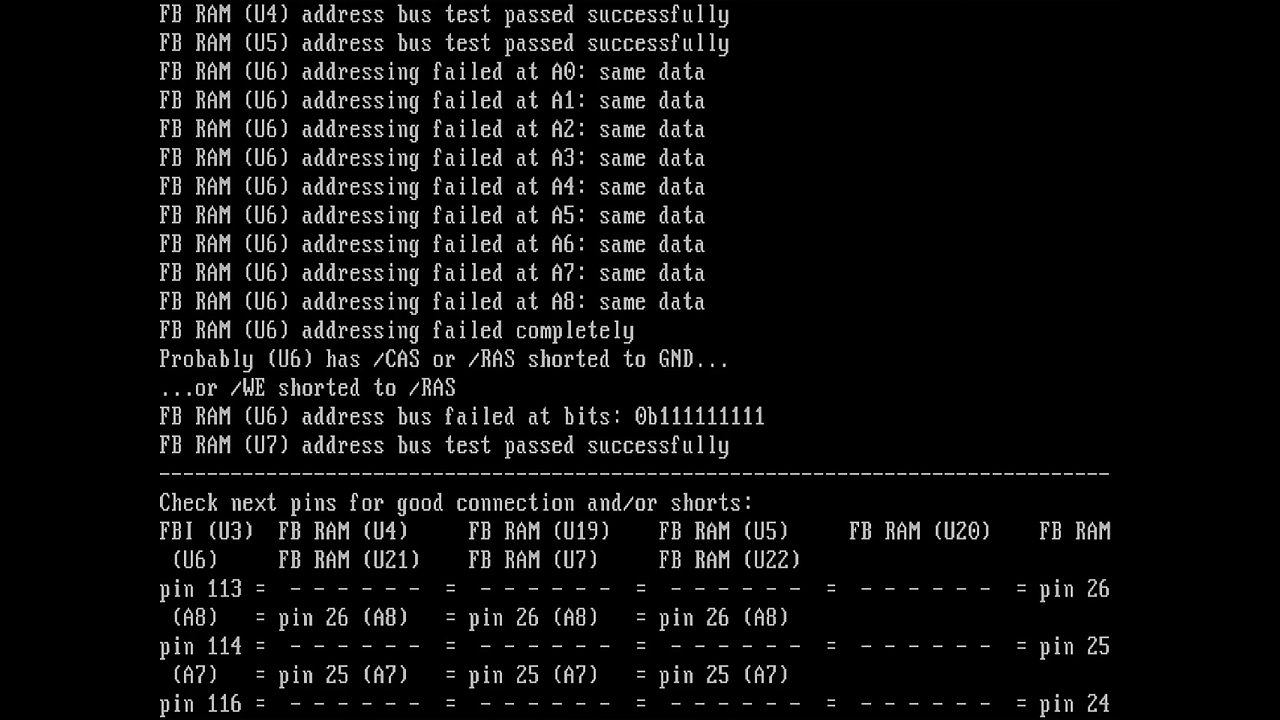 FB RAM (U4) address bus test passed successfully
FB RAM (U5) address bus test passed successfully
FB RAM (U6) addressing failed at A0: same data
FB RAM (U6) addressing failed at A1: same data
FB RAM (U6) addressing failed at A2: same data
FB RAM (U6) addressing failed at A3: same data
FB RAM (U6) addressing failed at A4: same data
FB RAM (U6) addressing failed at A5: same data
FB RAM (U6) addressing failed at A6: same data
FB RAM (U6) addressing failed at A7: same data
FB RAM (U6) addressing failed at A8: same data
FB RAM (U6) addressing failed completely
Probably (U6) has /CAS or /RAS shorted to GND...
...or /WE shorted to /RAS
FB RAM (U6) address bus failed at bits: 0b111111111
FB RAM (U7) address bus test passed successfully
--------------------------------------------------------------------------------
Check next pins for good connection and/or shorts:
FBI (U3)  FB RAM (U4)     FB RAM (U19)    FB RAM (U5)     FB RAM (U20)    FB RAM
 (U6)     FB RAM (U21)    FB RAM (U7)     FB RAM (U22)
pin 113 = - - - - - -  =  - - - - - -  =  - - - - - -  =  - - - - - -  = pin 26
 (A8)   = pin 26 (A8)   = pin 26 (A8)   = pin 26 (A8)
pin 114 = - - - - - -  =  - - - - - -  =  - - - - - -  =  - - - - - -  = pin 25
 (A7)   = pin 25 (A7)   = pin 25 (A7)   = pin 25 (A7)
pin 116 = - - - - - -  =  - - - - - -  =  - - - - - -  =  - - - - - -  = pin 24